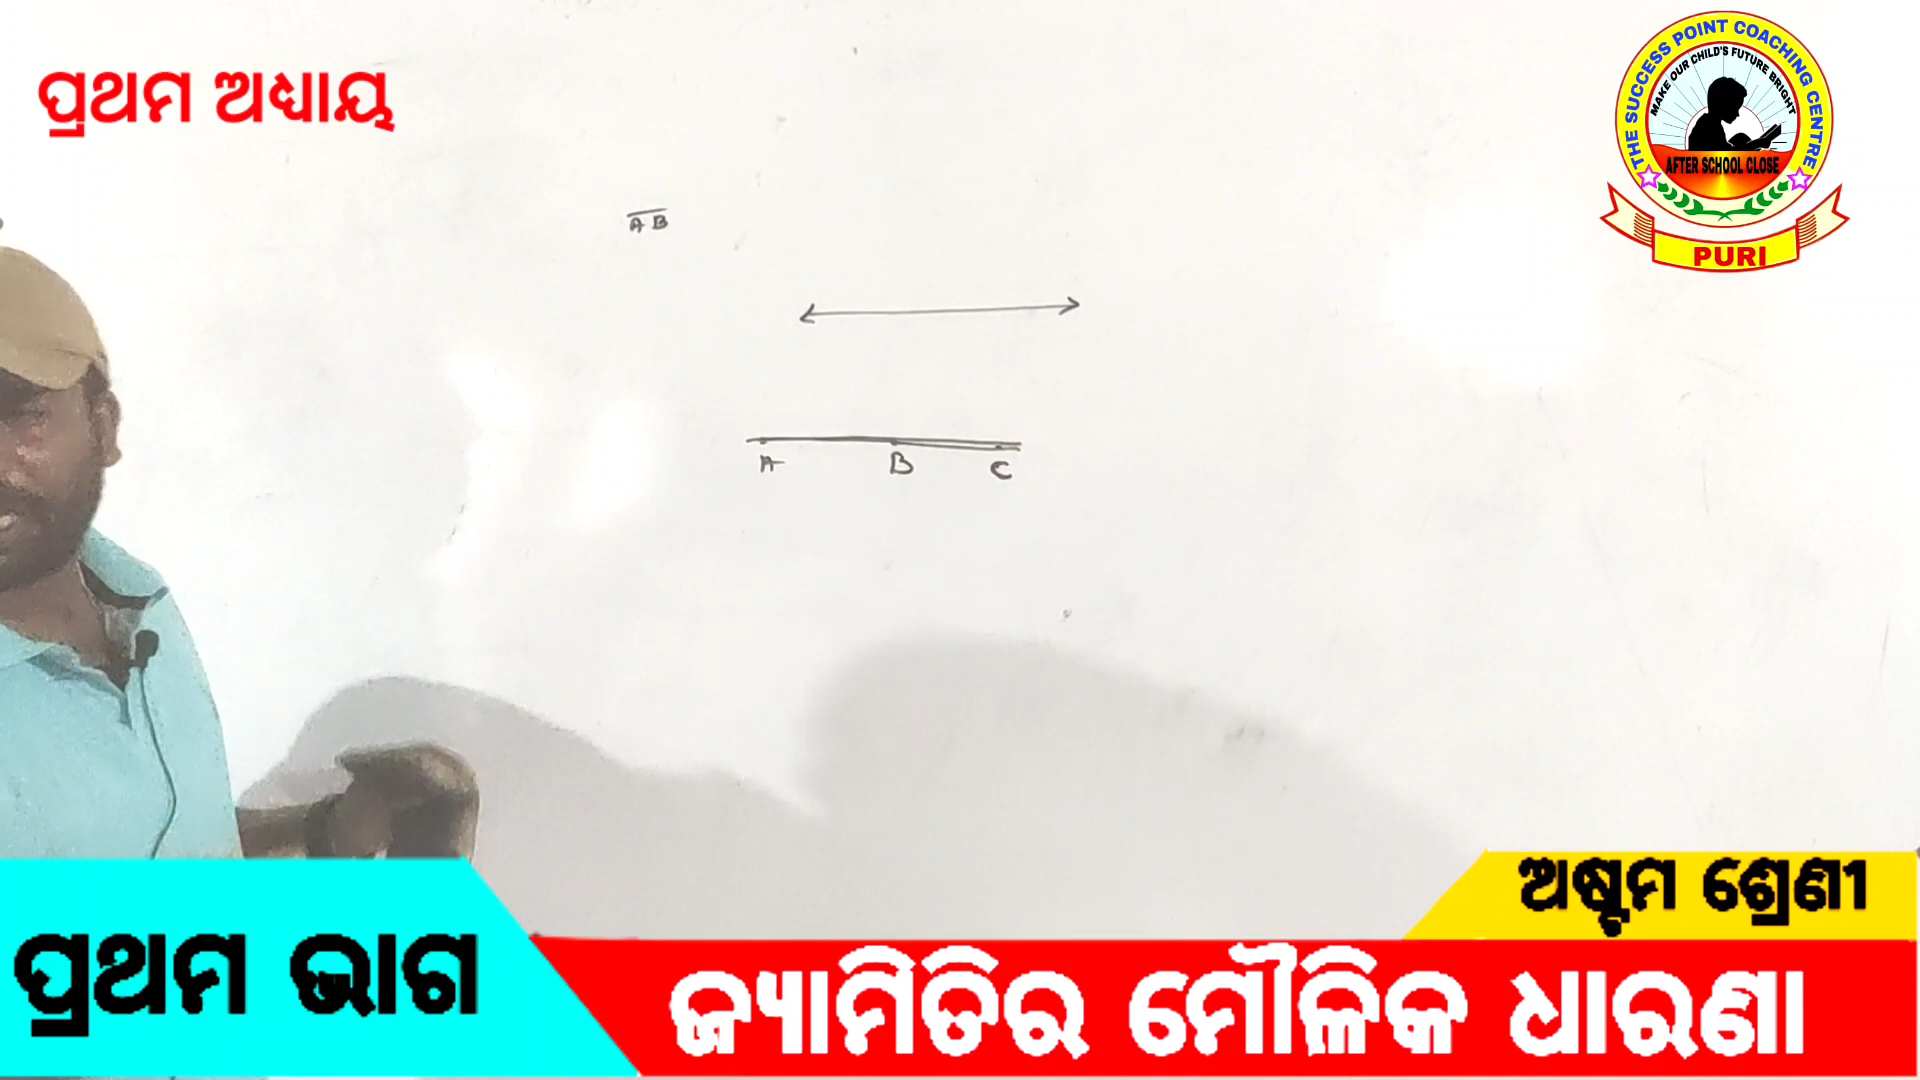 ପ୍ରଥମ ଅଧ୍ୟାୟ
THE SUCCESS POINT COACHING CENTRE
MAKE OUR CHILD'S FUTURE BRIGHT
AFTER SCHOOL CLOSE
PURI
AB
A B C
ଅଷ୍ଟମ ଶ୍ରେଣୀ
ପ୍ରଥମ ଭାଗ
ଜ୍ୟାମିତିର ମୌଳିକ ଧାରଣା